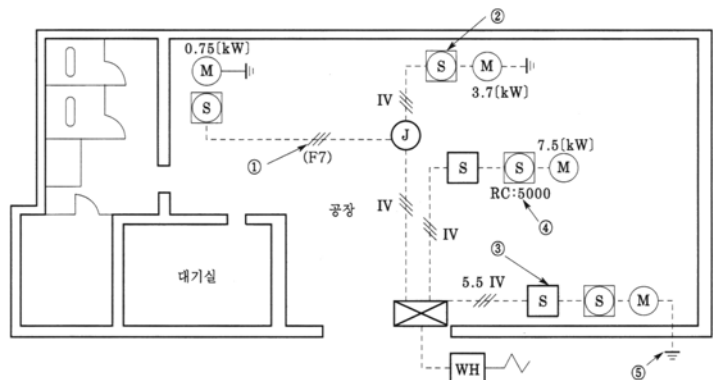 ②
0.75[kW]
S M
M
3.7[kW]
S
IV
J
① (F7)
7.5[kW]
S S M
RC:5000
IV
공장
IV
④
③
대기실
5.5 IV
S S M
⑤
WH